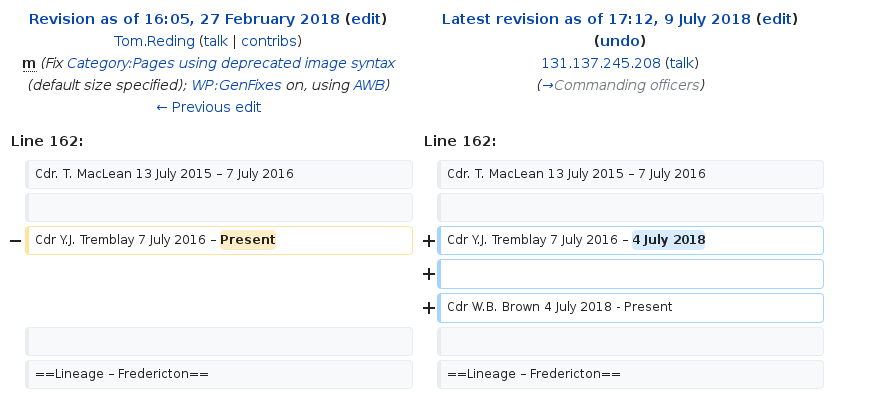 Revision as of 16:05, 27 February 2018 (edit)
Tom.Reding (talk | contribs)
m (Fix Category:Pages using deprecated image syntax
(default size specified); WP:GenFixes on, using AWB)
← Previous edit
Latest revision as of 17:12, 9 July 2018 (edit)
(undo)
131.137.245.208 (talk)
(→Commanding officers)
Line 162:
Line 162:
Cdr. T. MacLean 13 July 2015 – 7 July 2016
Cdr. T. MacLean 13 July 2015 – 7 July 2016
− Cdr Y.J. Tremblay 7 July 2016 – Present
+ Cdr Y.J. Tremblay 7 July 2016 – 4 July 2018
+
+ Cdr W.B. Brown 4 July 2018 - Present
==Lineage – Fredericton==
==Lineage – Fredericton==